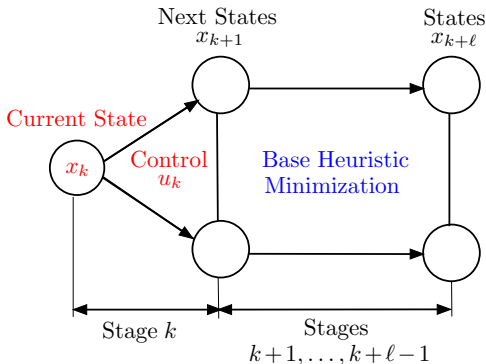 Next States
x_{k+1}
States
x_{k+ℓ}
Current State
x_k
Control
u_k
Base Heuristic
Minimization
Stage k
Stages
k+1, . . . , k+ℓ−1